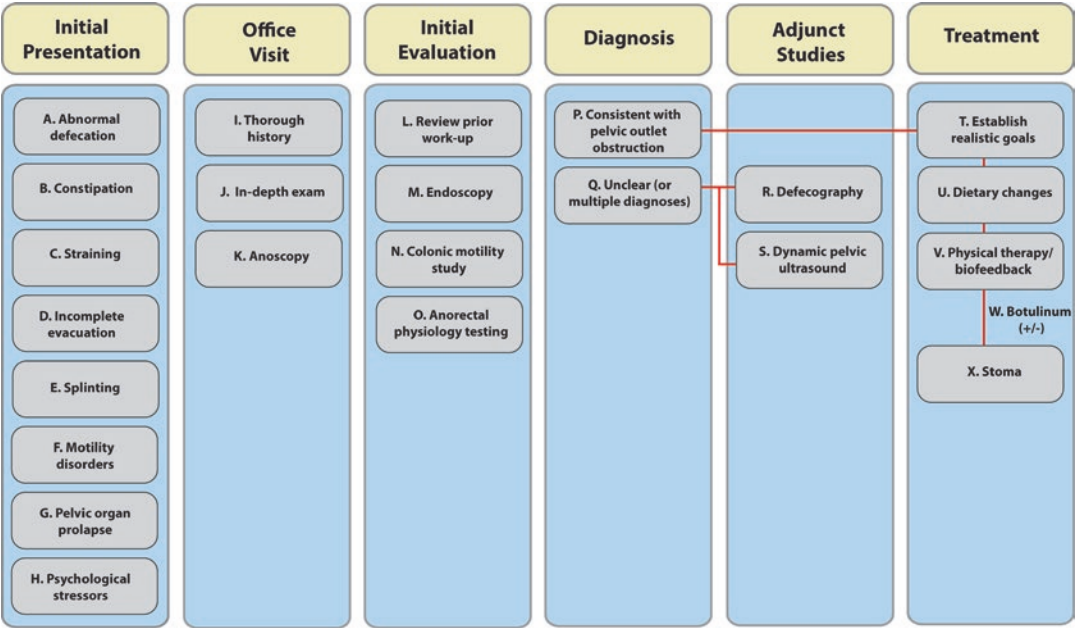 Initial
Presentation
Office
Visit
Initial
Evaluation
Diagnosis
Adjunct
Studies
Treatment
A. Abnormal
defecation
B. Constipation
C. Straining
D. Incomplete
evacuation
E. Splinting
F. Motility
disorders
G. Pelvic organ
prolapse
H. Psychological
stressors
I. Thorough
history
J. In-depth exam
K. Anoscopy
L. Review prior
work-up
M. Endoscopy
N. Colonic motility
study
O. Anorectal
physiology testing
P. Consistent with
pelvic outlet
obstruction
Q. Unclear (or
multiple diagnoses)
R. Defecography
S. Dynamic pelvic
ultrasound
T. Establish
realistic goals
U. Dietary changes
V. Physical therapy/
biofeedback
W. Botulinum
(+/-)
X. Stoma